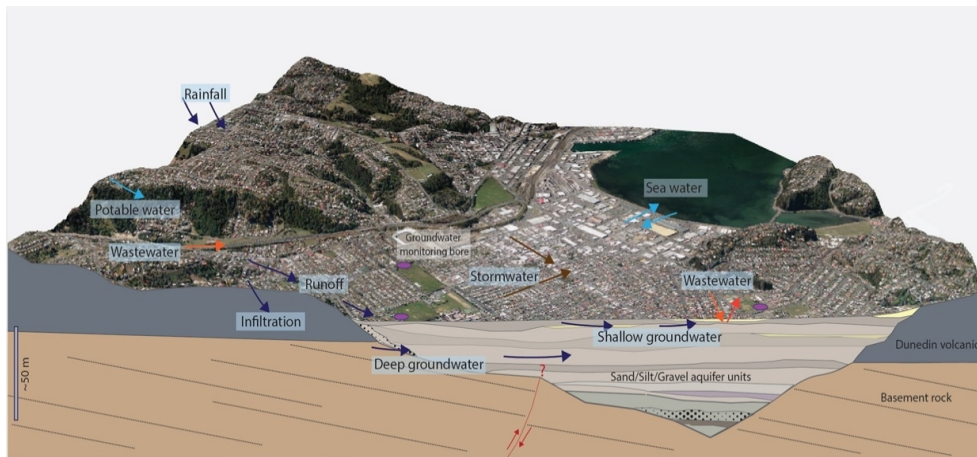 Rainfall
Potable water
Sea water
Wastewater
Groundwater
monitoring bore
Stormwater
Runoff
Wastewater
Infiltration
Shallow groundwater
Dunedin volcanic
Deep groundwater
?
Sand/Silt/Gravel aquifer units
Basement rock
~50 m